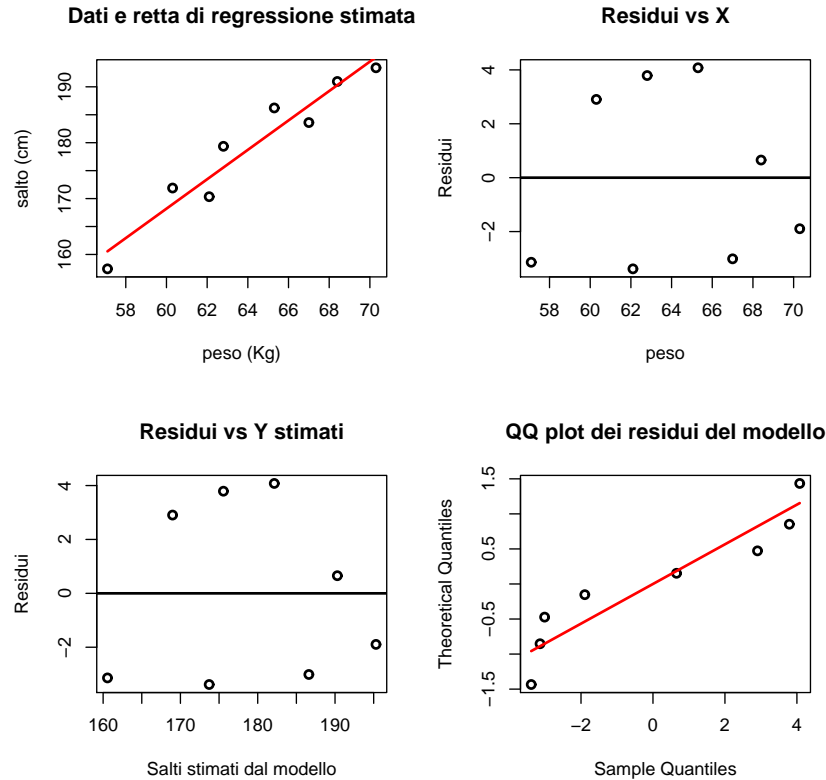 Dati e retta di regressione stimata
salto (cm)
160 170 180 190
58 60 62 64 66 68 70
peso (Kg)
Residui vs X
Residui
−2 0 2 4
58 60 62 64 66 68 70
peso
Residui vs Y stimati
Residui
−2 0 2 4
160 170 180 190
Salti stimati dal modello
QQ plot dei residui del modello
Theoretical Quantiles
−1.5 −0.5 0.5 1.5
−2 0 2 4
Sample Quantiles